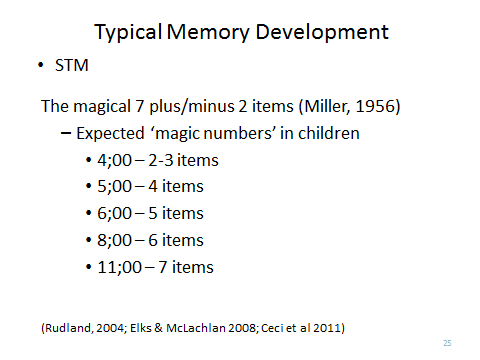 Typical Memory Development
• STM
The magical 7 plus/minus 2 items (Miller, 1956)
– Expected ‘magic numbers’ in children
• 4;00 – 2-3 items
• 5;00 – 4 items
• 6;00 – 5 items
• 8;00 – 6 items
• 11;00 – 7 items
(Rudland, 2004; Elks & McLachlan 2008; Ceci et al 2011)
25